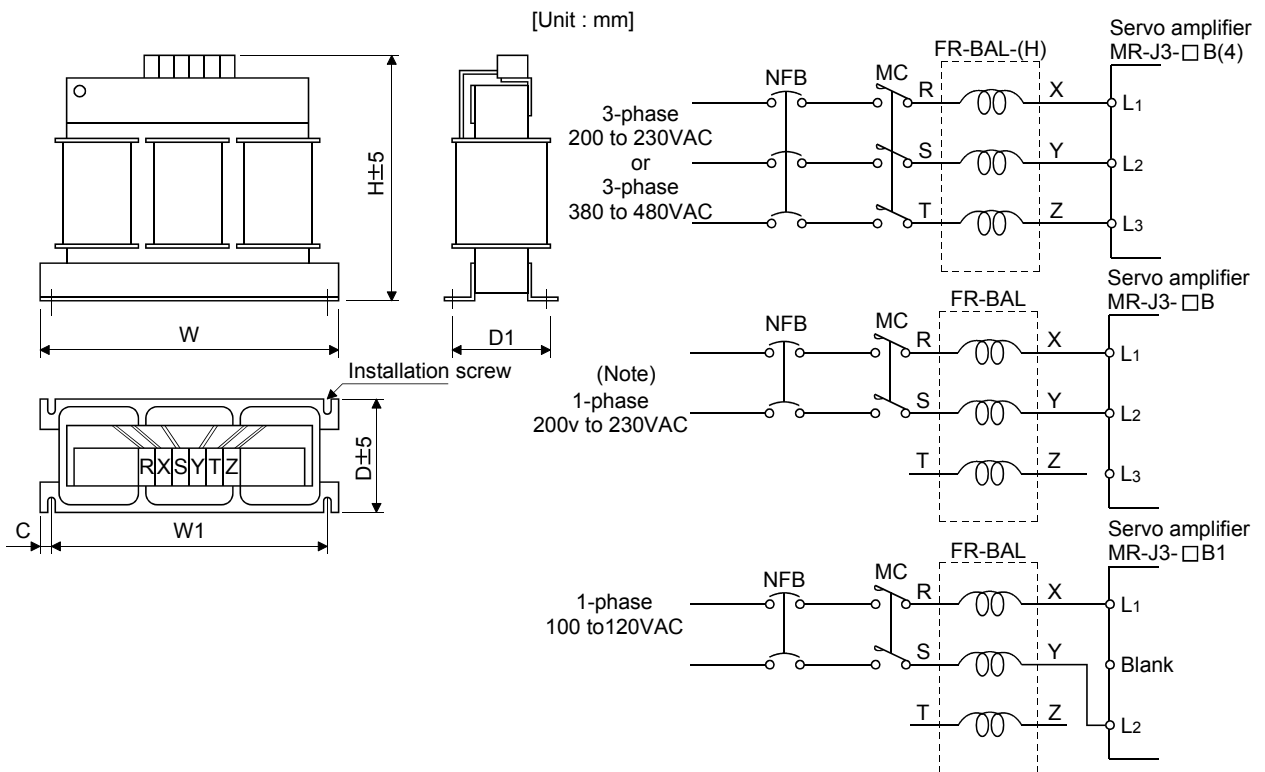 [Unit : mm]
H±5
W
D1
Installation screw
R X S Y T Z
D±5
C
W1
Servo amplifier
MR-J3-□B(4)
FR-BAL-(H)
NFB
MC
3-phase
200 to 230VAC
or
3-phase
380 to 480VAC
R
X
L1
S
Y
L2
T
Z
L3
Servo amplifier
MR-J3-□B
FR-BAL
NFB
MC
(Note)
1-phase
200v to 230VAC
R
X
L1
S
Y
L2
T
Z
L3
Servo amplifier
MR-J3-□B1
FR-BAL
NFB
MC
1-phase
100 to120VAC
R
X
L1
S
Y
Blank
T
Z
L2